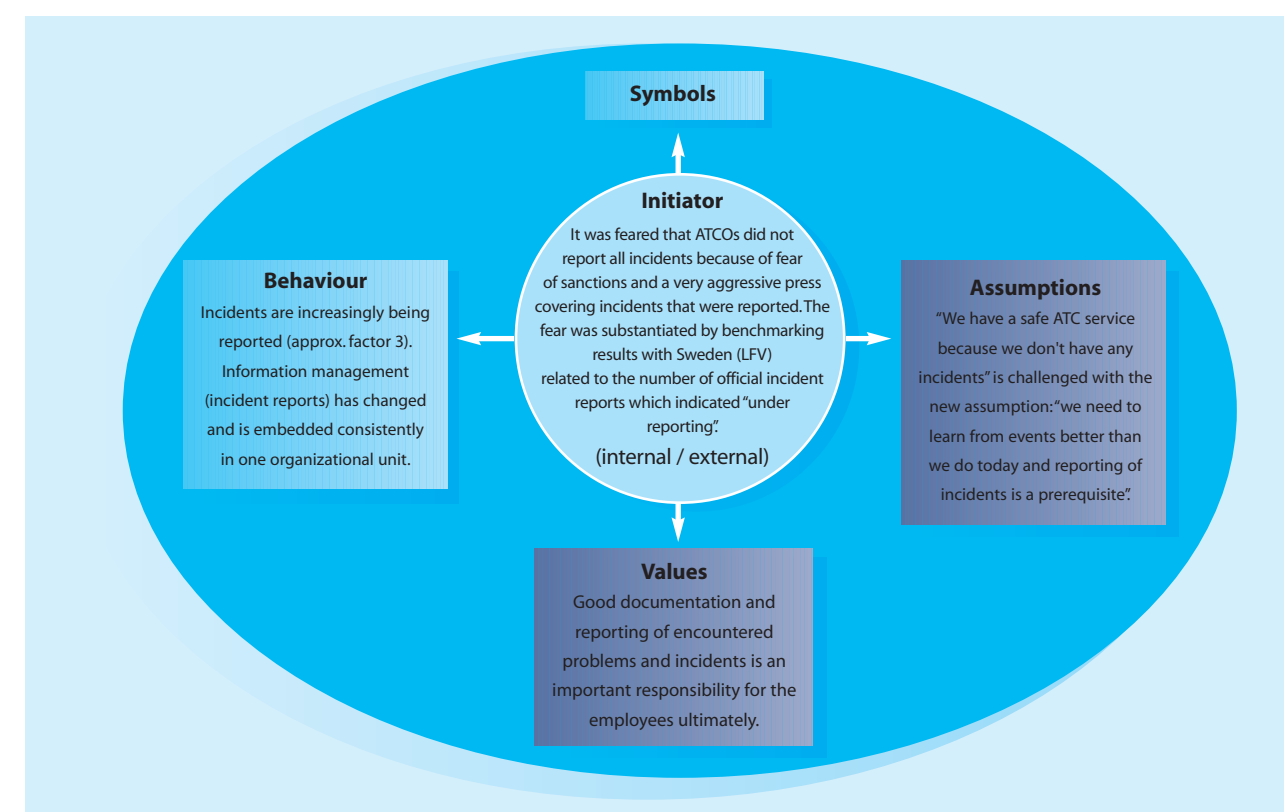 Symbols
Initiator
It was feared that ATCOs did not
report all incidents because of fear
of sanctions and a very aggressive press
covering incidents that were reported. The
fear was substantiated by benchmarking
results with Sweden (LFV)
related to the number of official incident
reports which indicated “under
reporting”.
(internal / external)
Behaviour
Incidents are increasingly being
reported (approx. factor 3).
Information management
(incident reports) has changed
and is embedded consistently
in one organizational unit.
Assumptions
“We have a safe ATC service
because we don't have any
incidents” is challenged with the
new assumption: “we need to
learn from events better than
we do today and reporting of
incidents is a prerequisite”.
Values
Good documentation and
reporting of encountered
problems and incidents is an
important responsibility for the
employees ultimately.